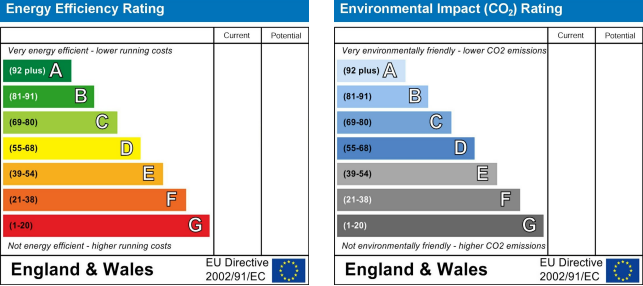 Energy Efficiency Rating
Current Potential
Very energy efficient - lower running costs
(92 plus) A
(81-91) B
(69-80) C
(55-68) D
(39-54) E
(21-38) F
(1-20) G
Not energy efficient - higher running costs
England & Wales
EU Directive
2002/91/EC
Environmental Impact (CO₂) Rating
Current Potential
Very environmentally friendly - lower CO2 emissions
(92 plus) A
(81-91) B
(69-80) C
(55-68) D
(39-54) E
(21-38) F
(1-20) G
Not environmentally friendly - higher CO2 emissions
England & Wales
EU Directive
2002/91/EC